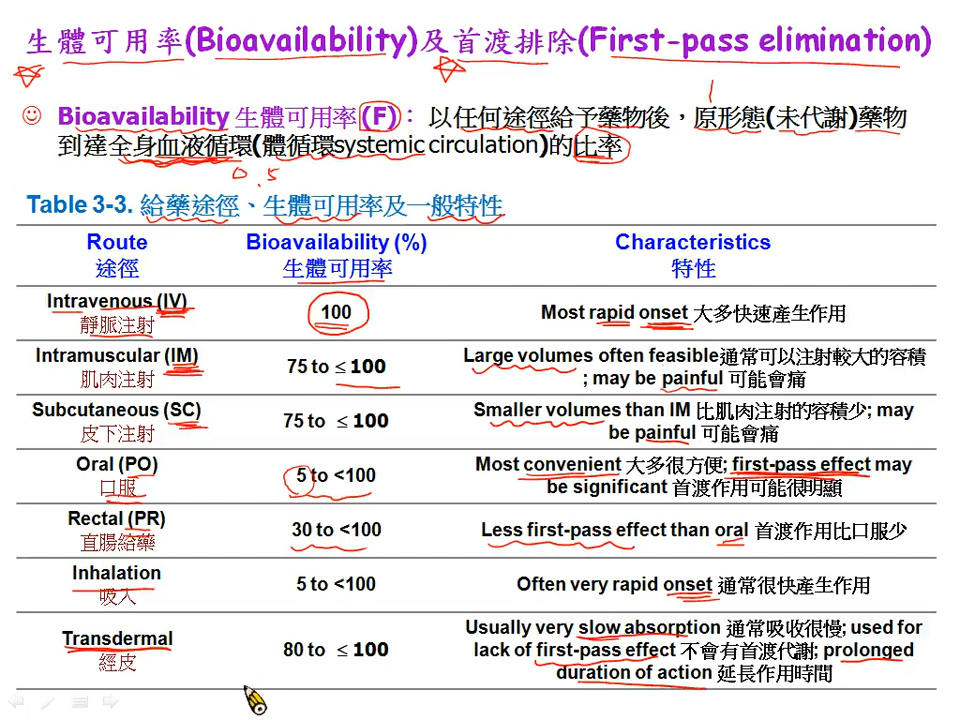 生體可用率(Bioavailability)及首渡排除(First-pass elimination)
Bioavailability 生體可用率 (F) : 以任何途徑給予藥物後，原形態(未代謝)藥物
到達全身血液循環(體循環systemic circulation)的比率
0.5
Table 3-3. 給藥途徑、生體可用率及一般特性
Route Bioavailability (%) Characteristics
途徑 生體可用率 特性
Intravenous (IV) 100 Most rapid onset 大多快速產生作用
靜脈注射
Intramuscular (IM) 75 to ≤ 100 Large volumes often feasible通常可以注射較大的容積
肌肉注射 ; may be painful 可能會痛
Subcutaneous (SC) 75 to ≤ 100 Smaller volumes than IM 比肌肉注射的容積少; may
皮下注射 be painful 可能會痛
Oral (PO) 5 to <100 Most convenient 大多很方便; first-pass effect may
口服 be significant 首渡作用可能很明顯
Rectal (PR) 30 to <100 Less first-pass effect than oral 首渡作用比口服少
直腸給藥
Inhalation 5 to <100 Often very rapid onset 通常很快產生作用
吸入
Transdermal 80 to ≤ 100 Usually very slow absorption 通常吸收很慢; used for
經皮 lack of first-pass effect 不會有首渡代謝; prolonged
duration of action 延長作用時間